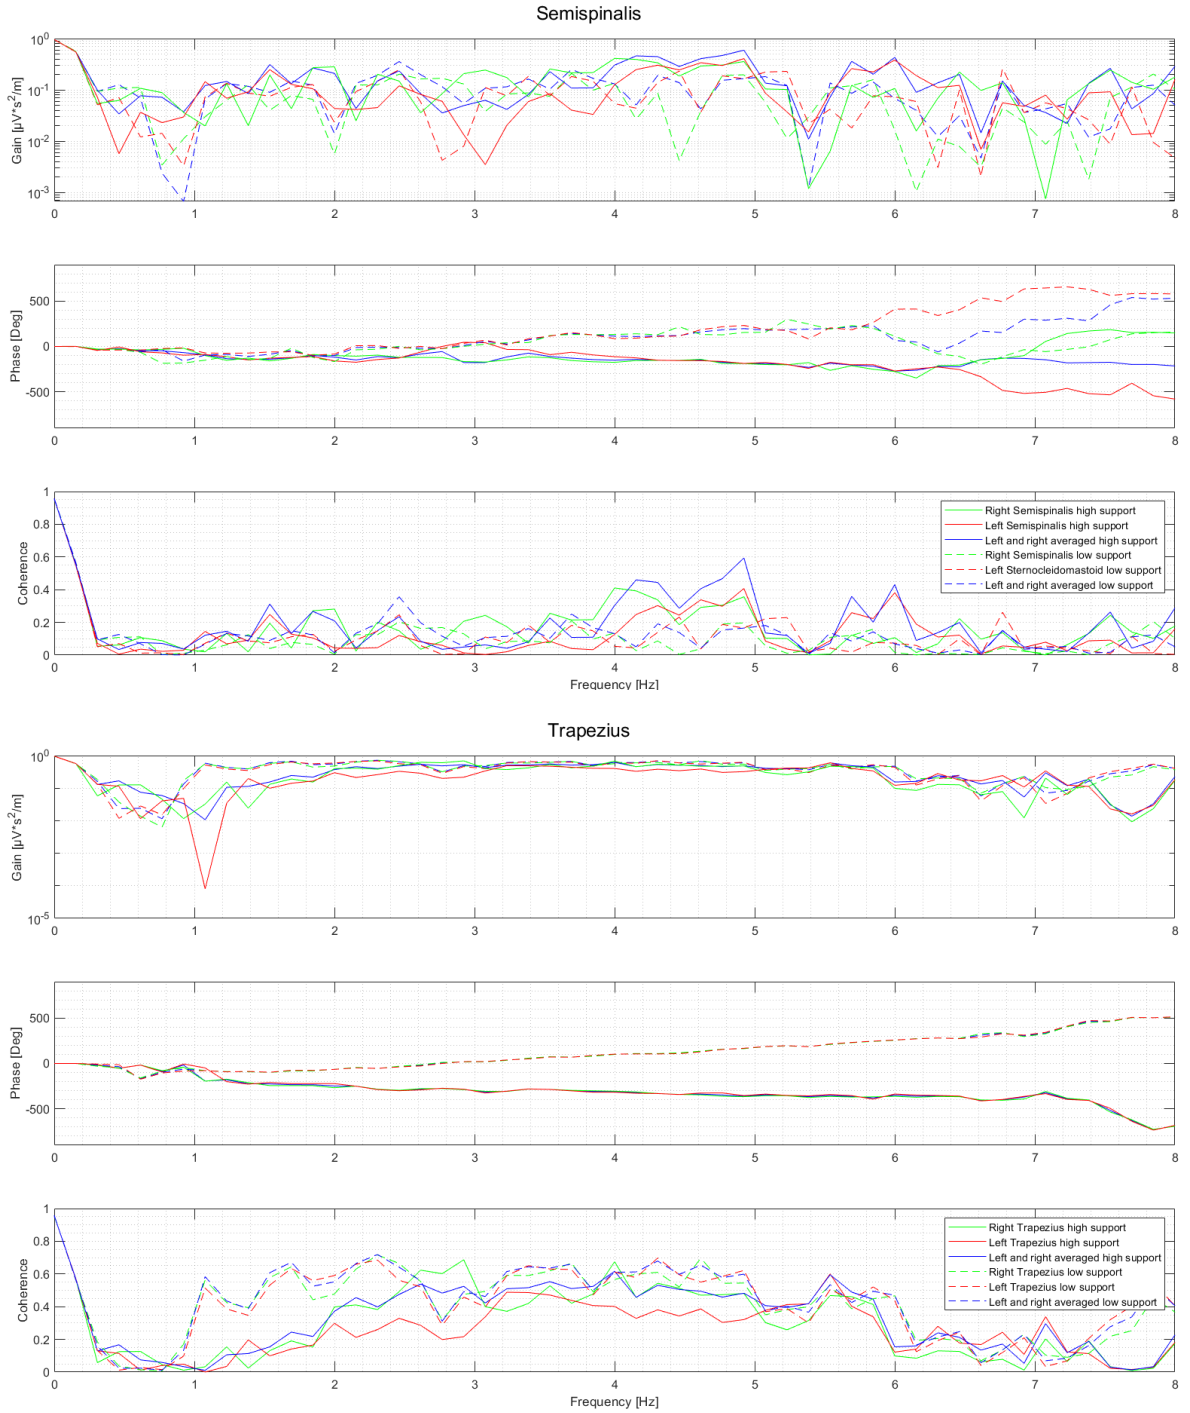 Semispinalis
10^0
10^-1
10^-2
10^-3
Gain [µV*s^2/m]
0 1 2 3 4 5 6 7 8
500
0
-500
Phase [Deg]
0 1 2 3 4 5 6 7 8
1
0.8
0.6
0.4
0.2
0
Coherence
Right Semispinalis high support
Left Semispinalis high support
Left and right averaged high support
Right Semispinalis low support
Left Sternocleidomastoid low support
Left and right averaged low support
0 1 2 3 4 5 6 7 8
Frequency [Hz]
Trapezius
10^0
10^-5
Gain [µV*s^2/m]
0 1 2 3 4 5 6 7 8
500
0
-500
Phase [Deg]
0 1 2 3 4 5 6 7 8
1
0.8
0.6
0.4
0.2
0
Coherence
Right Trapezius high support
Left Trapezius high support
Left and right averaged high support
Right Trapezius low support
Left Trapezius low support
Left and right averaged low support
0 1 2 3 4 5 6 7 8
Frequency [Hz]